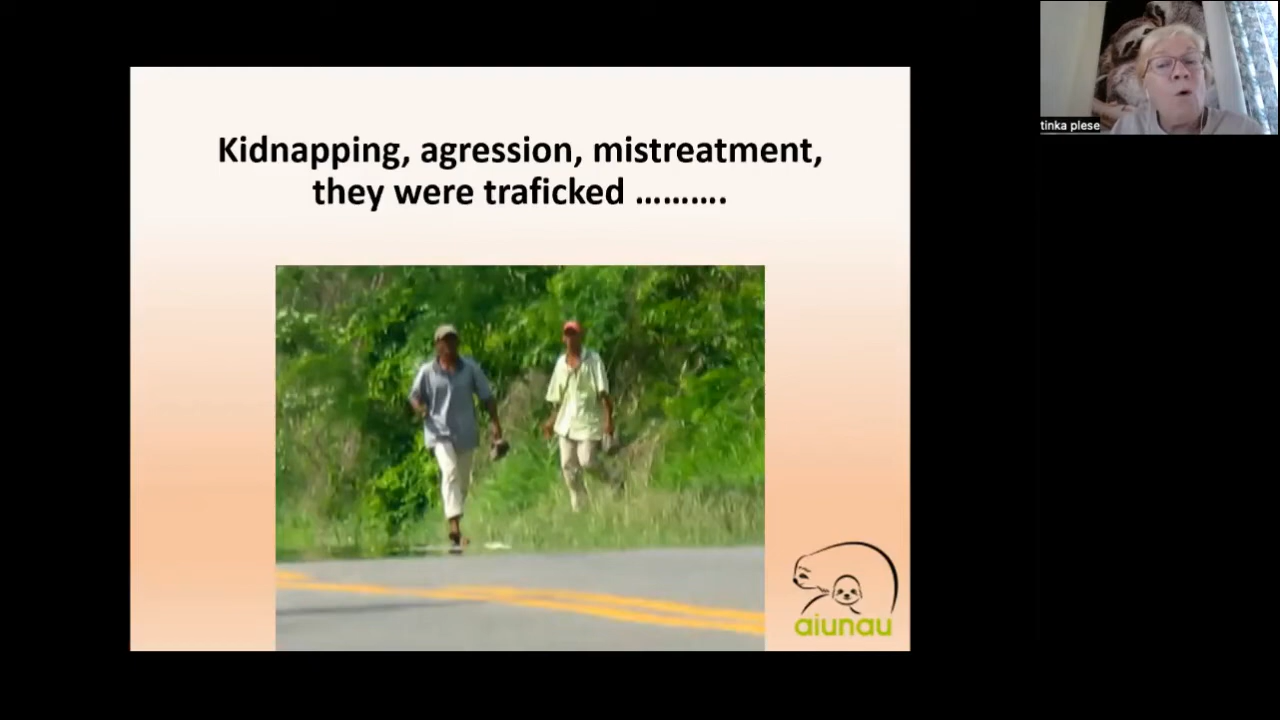 Kidnapping, agression, mistreatment,
they were traficked ..........
tinka plese
aiunau